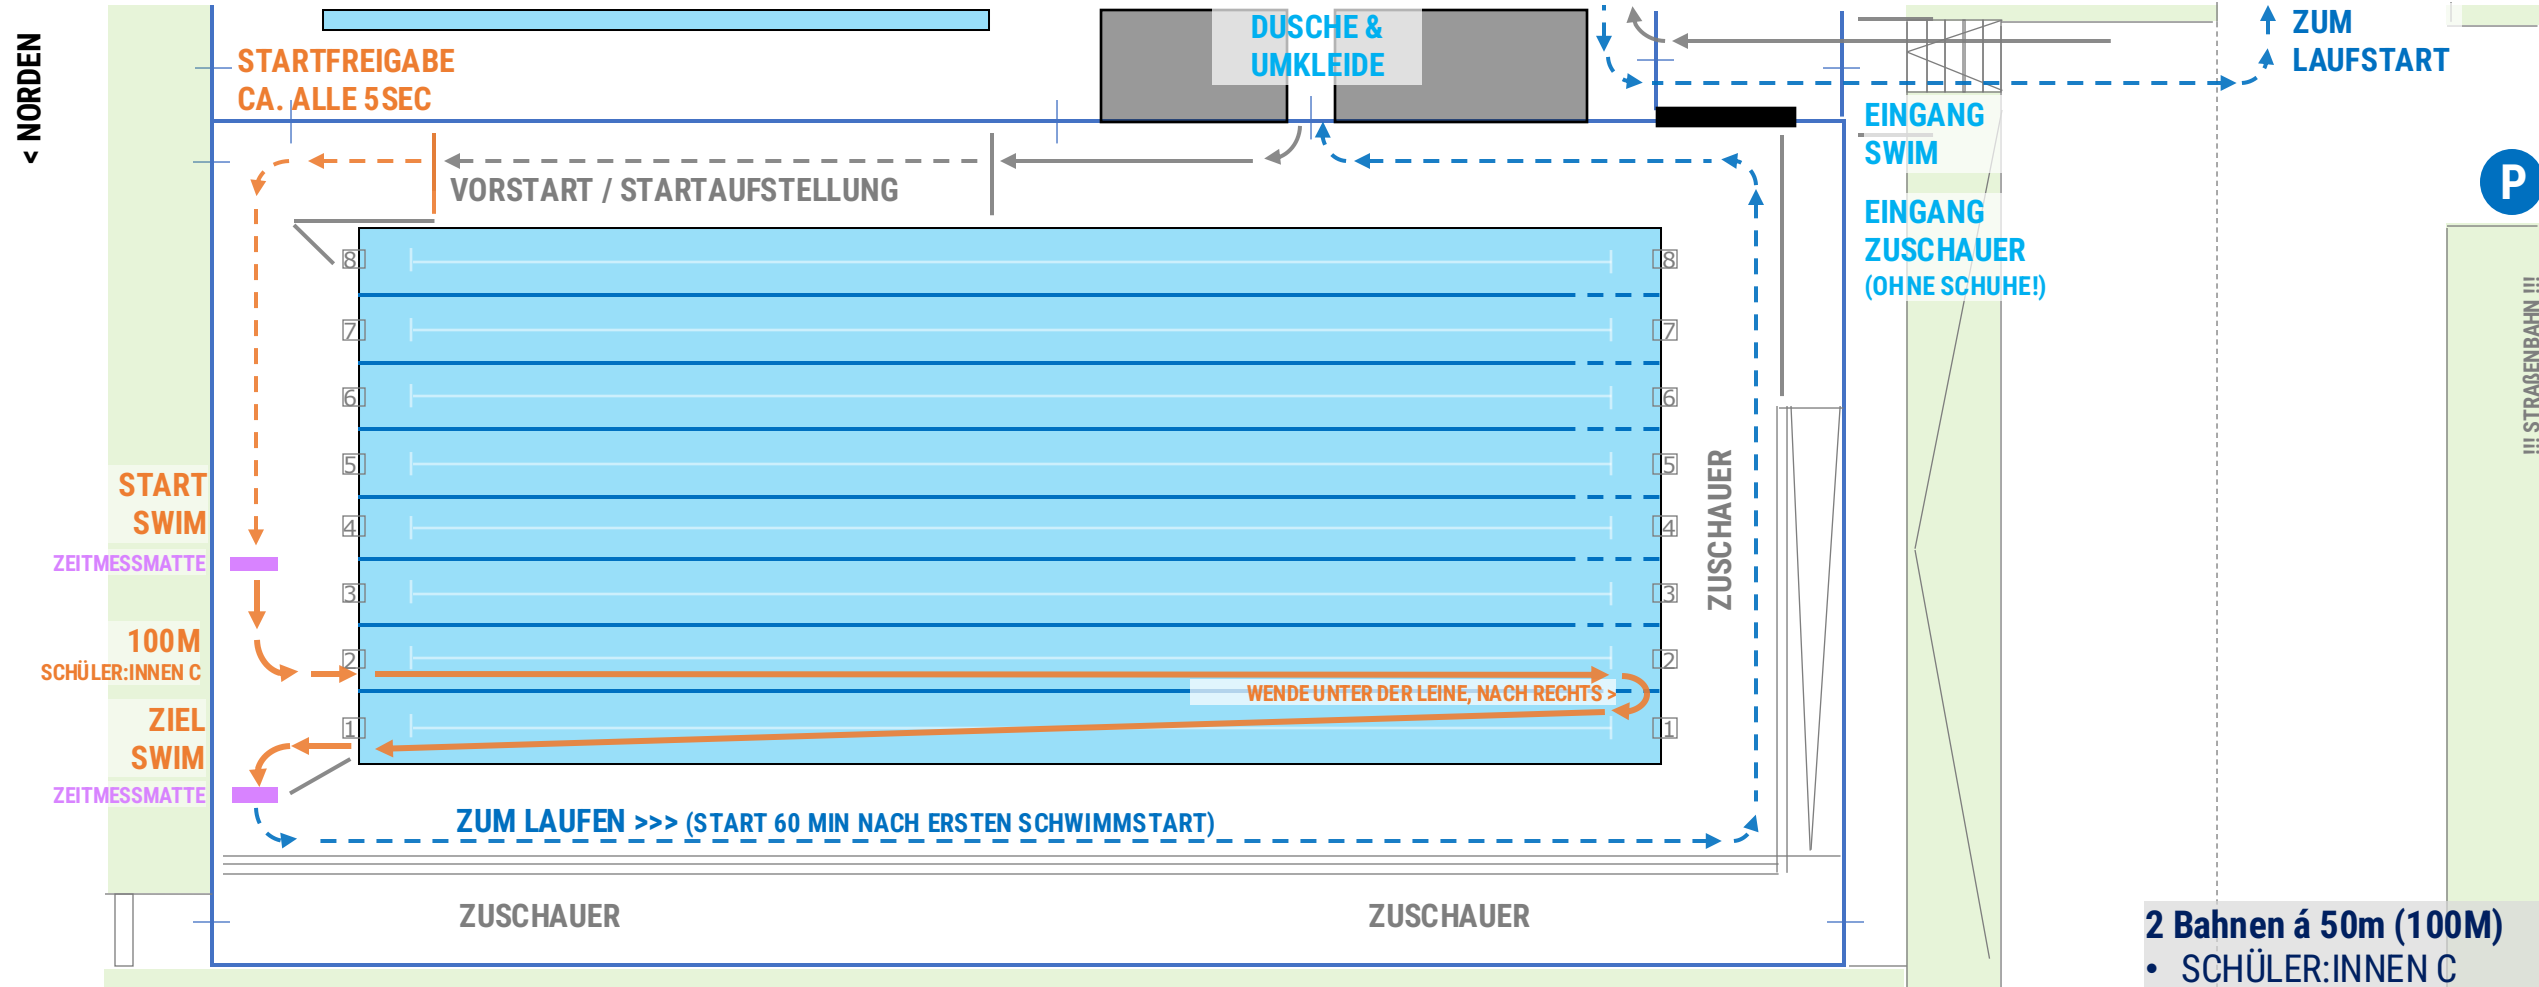 < NORDEN
STARTFREIGABE
CA. ALLE 5SEC
DUSCHE &
UMKLEIDE
ZUM
LAUFSTART
EINGANG
SWIM
VORSTART / STARTAUFSTELLUNG
P
EINGANG
ZUSCHAUER
(OHNE SCHUHE!)
!!! STRAßENBAHN !!!
8 8
7 7
6 6
5 5
4 4
3 3
2 2
1 1
START
SWIM
ZEITMESSMATTE
ZUSCHAUER
100M
SCHÜLER:INNEN C
WENDE UNTER DER LEINE, NACH RECHTS >
ZIEL
SWIM
ZEITMESSMATTE
ZUM LAUFEN >>> (START 60 MIN NACH ERSTEN SCHWIMMSTART)
ZUSCHAUER ZUSCHAUER
2 Bahnen á 50m (100M)
• SCHÜLER:INNEN C